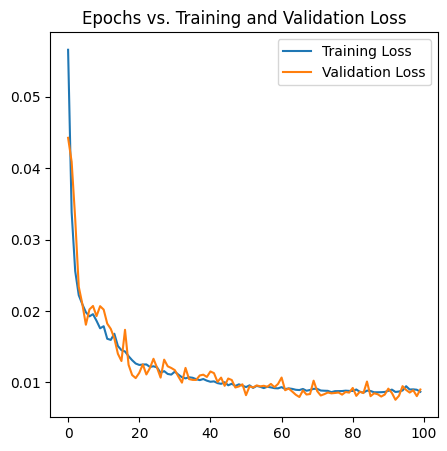 Epochs vs. Training and Validation Loss
Training Loss
Validation Loss
0.05
0.04
0.03
0.02
0.01
0 20 40 60 80 100